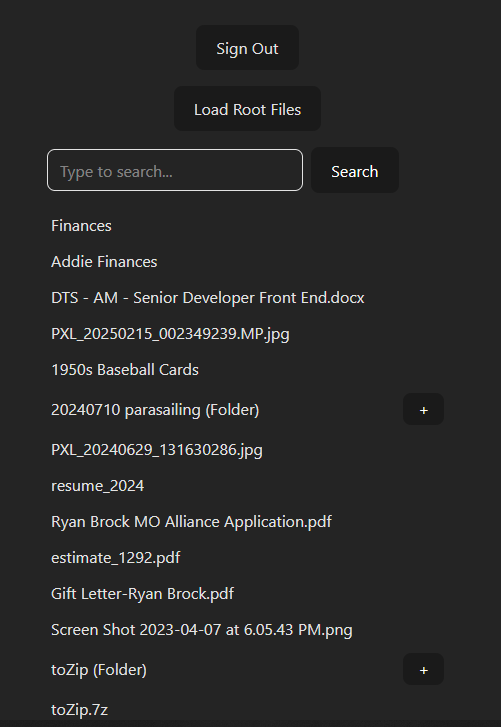 Sign Out
Load Root Files
Type to search...
Search
Finances
Addie Finances
DTS - AM - Senior Developer Front End.docx
PXL_20250215_002349239.MP.jpg
1950s Baseball Cards
20240710 parasailing (Folder)
+
PXL_20240629_131630286.jpg
resume_2024
Ryan Brock MO Alliance Application.pdf
estimate_1292.pdf
Gift Letter-Ryan Brock.pdf
Screen Shot 2023-04-07 at 6.05.43 PM.png
toZip (Folder)
+
toZip.7z